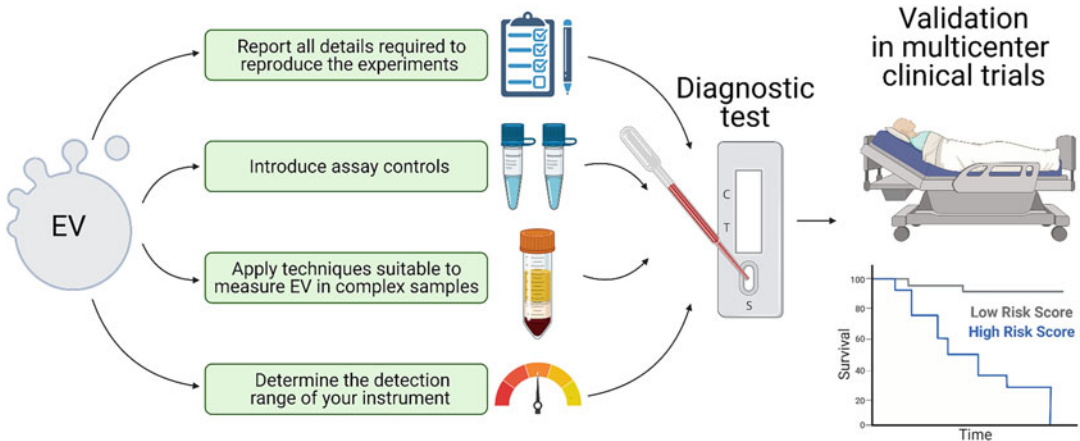 EV
Report all details required to
reproduce the experiments
Introduce assay controls
Apply techniques suitable to
measure EV in complex samples
Determine the detection
range of your instrument
Diagnostic
test
C
T
S
Validation
in multicenter
clinical trials
100
80
60
40
20
0
Survival
Low Risk Score
High Risk Score
Time